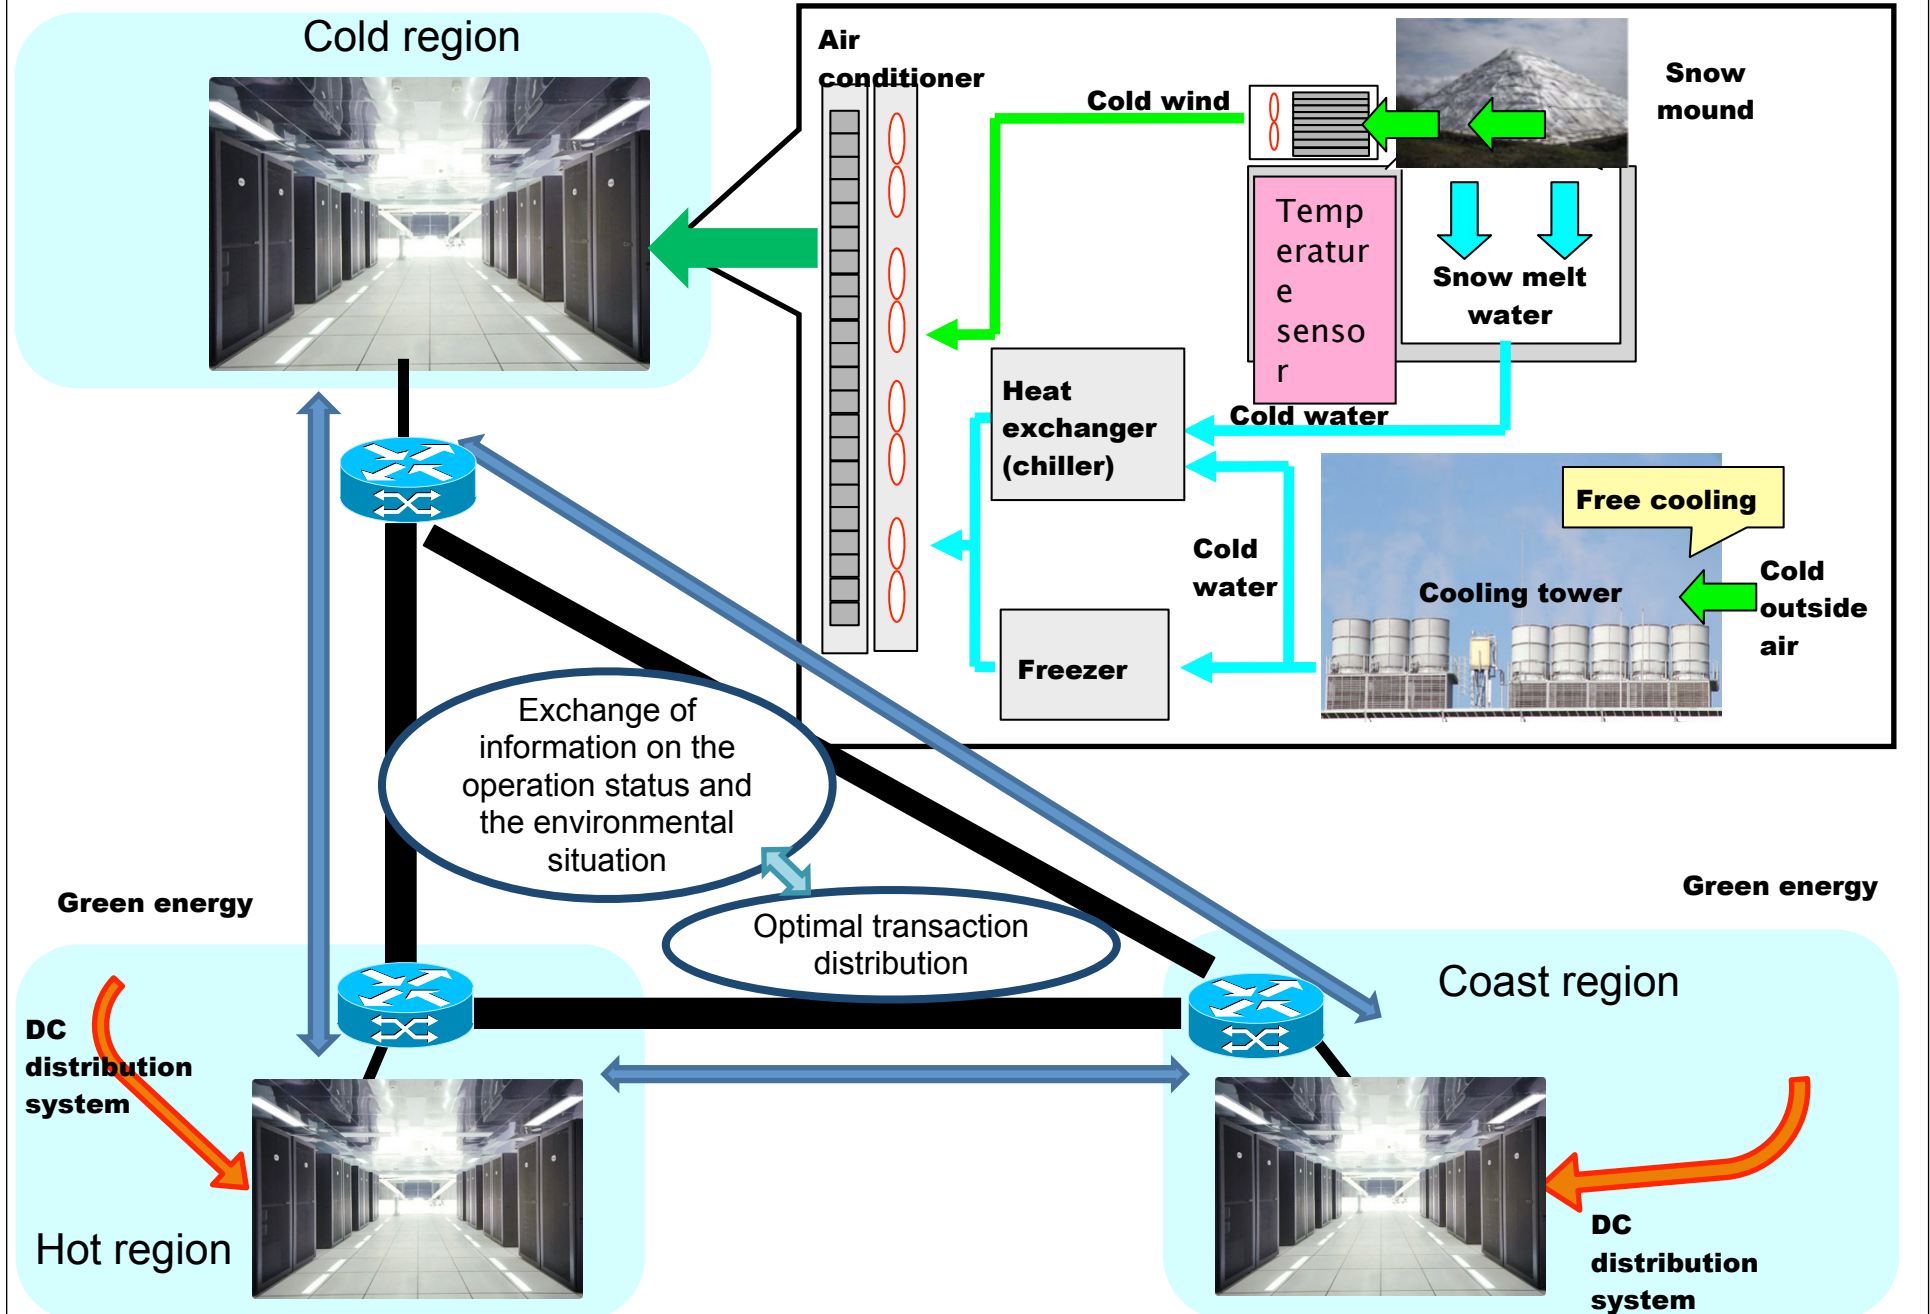 Cold region
Air
conditioner
Cold wind
Snow
mound
Temp
eratur
e
senso
r
Snow melt
water
Heat
exchanger
(chiller)
Cold water
Free cooling
Cold
water
Cooling tower
Cold
outside
air
Freezer
Exchange of
information on the
operation status and
the environmental
situation
Optimal transaction
distribution
Green energy
Green energy
Coast region
DC
distribution
system
Hot region
DC
distribution
system